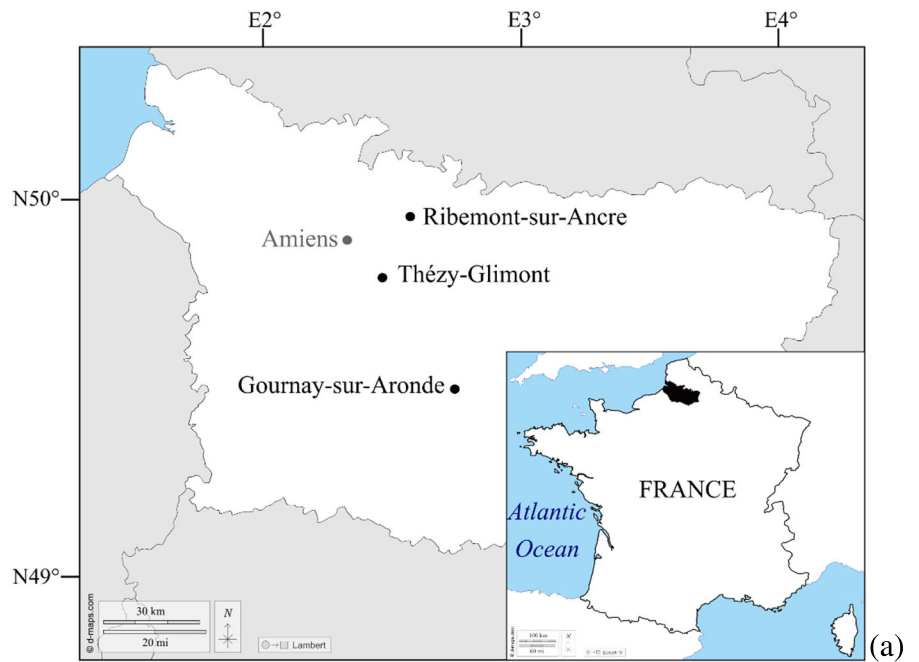 E2° E3° E4°
N50°
Ribemont-sur-Ancre
Amiens
Thézy-Glimont
Gournay-sur-Aronde
FRANCE
Atlantic
Ocean
N49°
© d-maps.com
30 km
20 mi
N
Lambert
100 km
60 mi
N
(a)